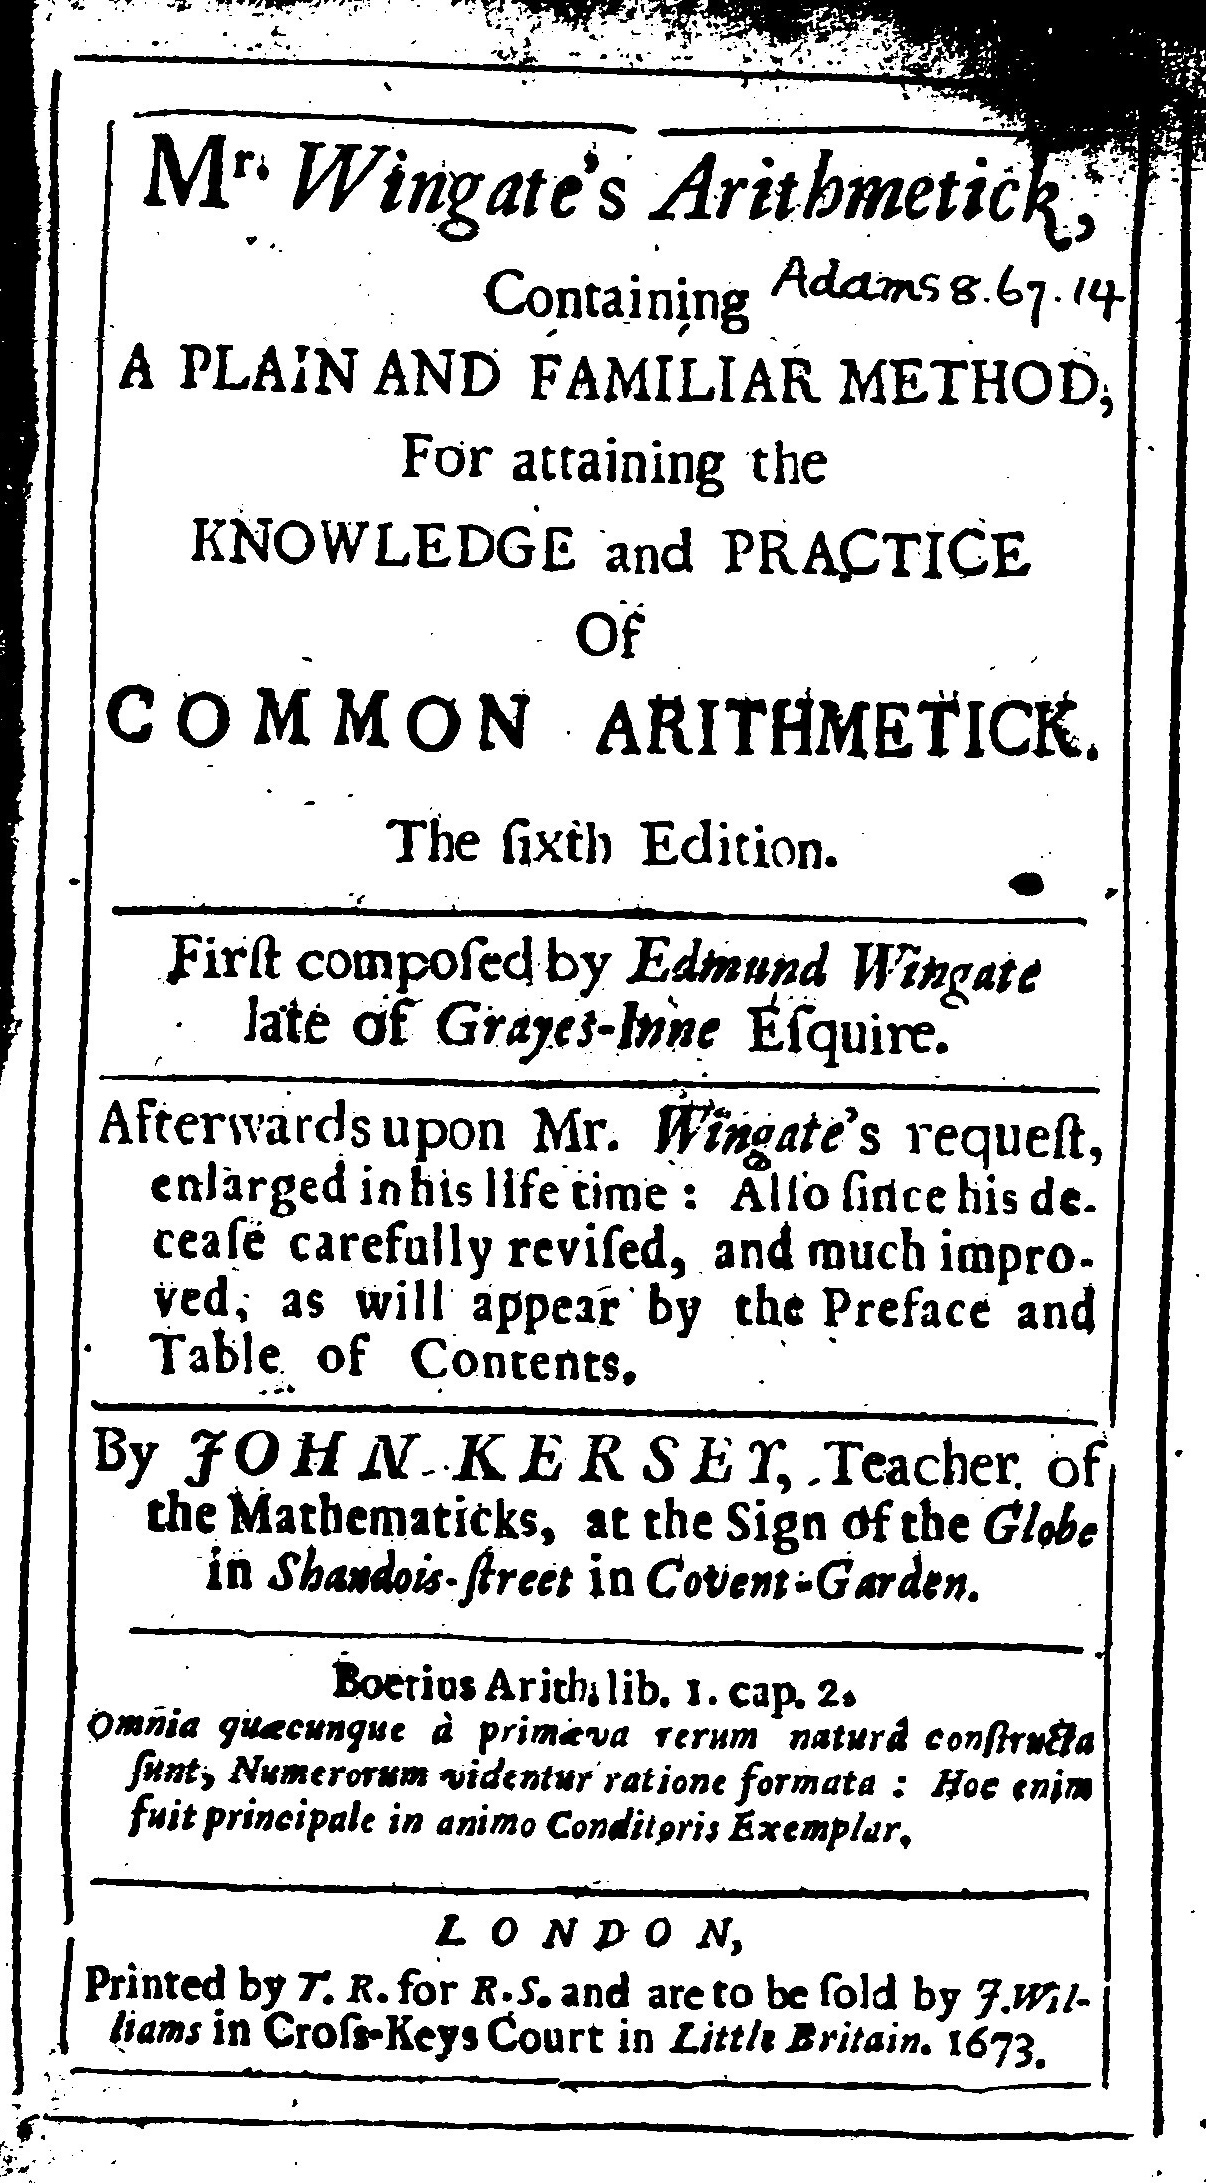 Mr. Wingate's Arithmetick,
Containing Adams 8.67.14
A PLAIN AND FAMILIAR METHOD,
For attaining the
KNOWLEDGE and PRACTICE
Of
COMMON ARITHMETICK.
The ſixth Edition.
Firſt compoſed by Edmund Wingate
late of Grayes-Inne Eſquire.
Afterwards upon Mr. Wingate's requeſt,
enlarged in his life time : Alſo ſince his de-
ceaſe carefully reviſed, and much impro-
ved, as will appear by the Preface and
Table of Contents.
By JOHN KERSEY, Teacher of
the Mathematicks, at the Sign of the Globe
in Shandois-ſtreet in Covent-Garden.
Boetius Arith. lib. 1. cap. 2.
Omnia quæcunque à primæva rerum naturâ conſtructa
ſunt, Numerorum videntur ratione formata : Hoc enim
fuit principale in animo Conditoris Exemplar.
LONDON,
Printed by T. R. for R. S. and are to be ſold by J. Wil-
liams in Croſs-Keys Court in Little Britain. 1673.